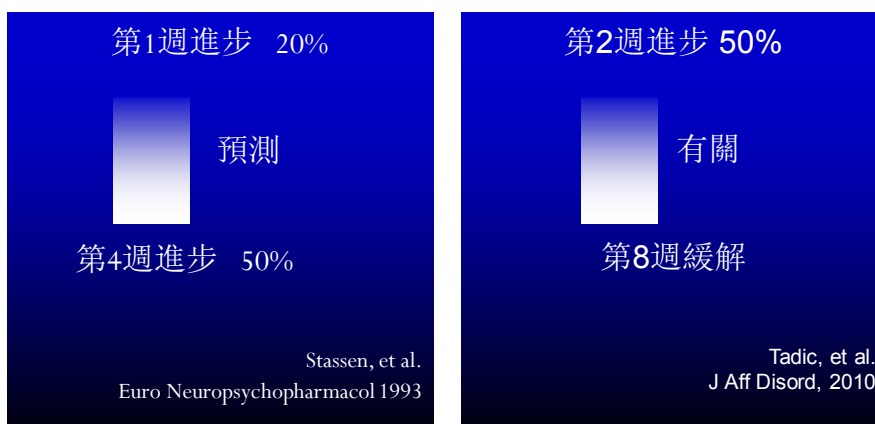 第1週進步 20%
預測
第4週進步 50%
Stassen, et al.
Euro Neuropsychopharmacol 1993
第2週進步 50%
有關
第8週緩解
Tadic, et al.
J Aff Disord, 2010